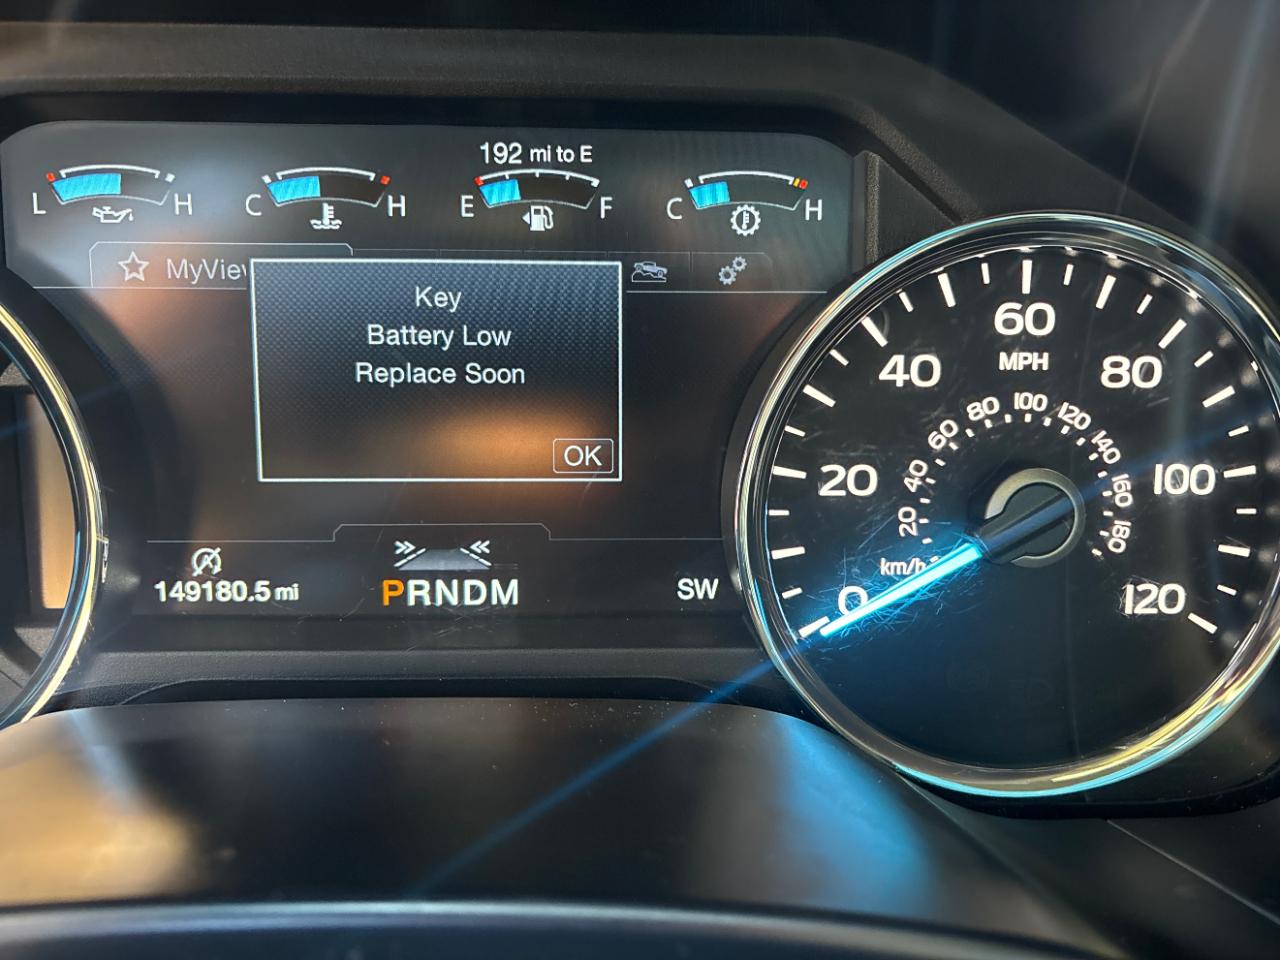 192 mi to E
L H
C H
E F
C H
MyView
Key
Battery Low
Replace Soon
OK
149180.5 mi
PRNDM
SW
0
20
40
60
80
100
120
MPH
km/h
20
40
60
80
100
120
140
160
180